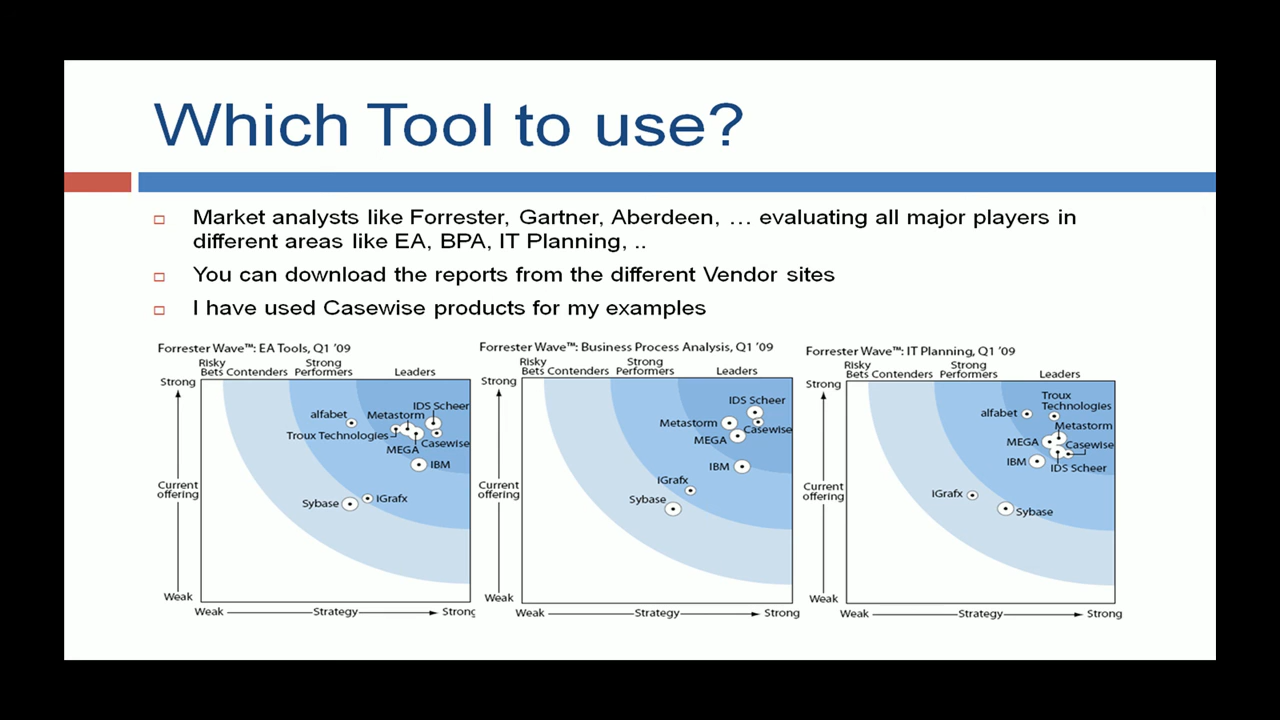 Which Tool to use?
Market analysts like Forrester, Gartner, Aberdeen, … evaluating all major players in
different areas like EA, BPA, IT Planning, ..
You can download the reports from the different Vendor sites
I have used Casewise products for my examples
Forrester Wave™: EA Tools, Q1 '09
Risky
Bets Contenders
Strong
Performers
Leaders
Strong
Current
offering
Weak
IDS Scheer
alfabet
Metastorm
Troux Technologies
Casewise
MEGA
IBM
IGrafx
Sybase
Weak
Strategy
Strong
Forrester Wave™: Business Process Analysis, Q1 '09
Risky
Bets Contenders
Strong
Performers
Leaders
Strong
Current
offering
Weak
IDS Scheer
Metastorm
Casewise
MEGA
IBM
IGrafx
Sybase
Weak
Strategy
Strong
Forrester Wave™: IT Planning, Q1 '09
Risky
Bets Contenders
Strong
Performers
Leaders
Strong
Current
offering
Weak
Troux
Technologies
alfabet
Metastorm
MEGA
Casewise
IBM
IDS Scheer
IGrafx
Sybase
Weak
Strategy
Strong